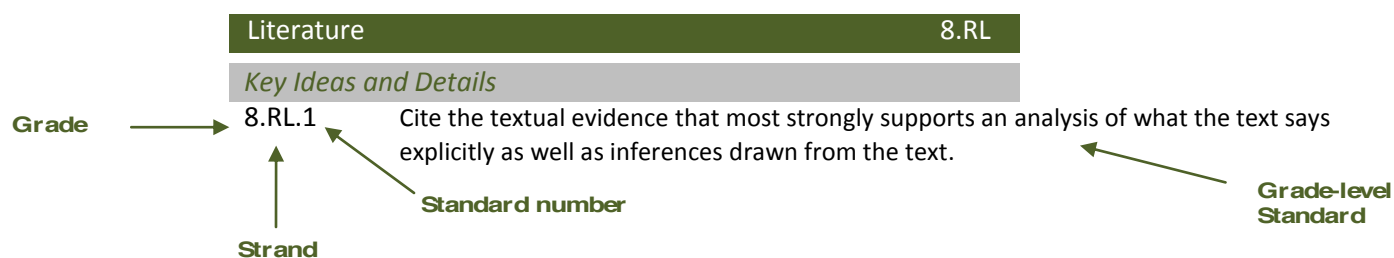 Literature 8.RL
Key Ideas and Details
Grade 8.RL.1 Cite the textual evidence that most strongly supports an analysis of what the text says
explicitly as well as inferences drawn from the text.
Standard number
Grade-level
Standard
Strand